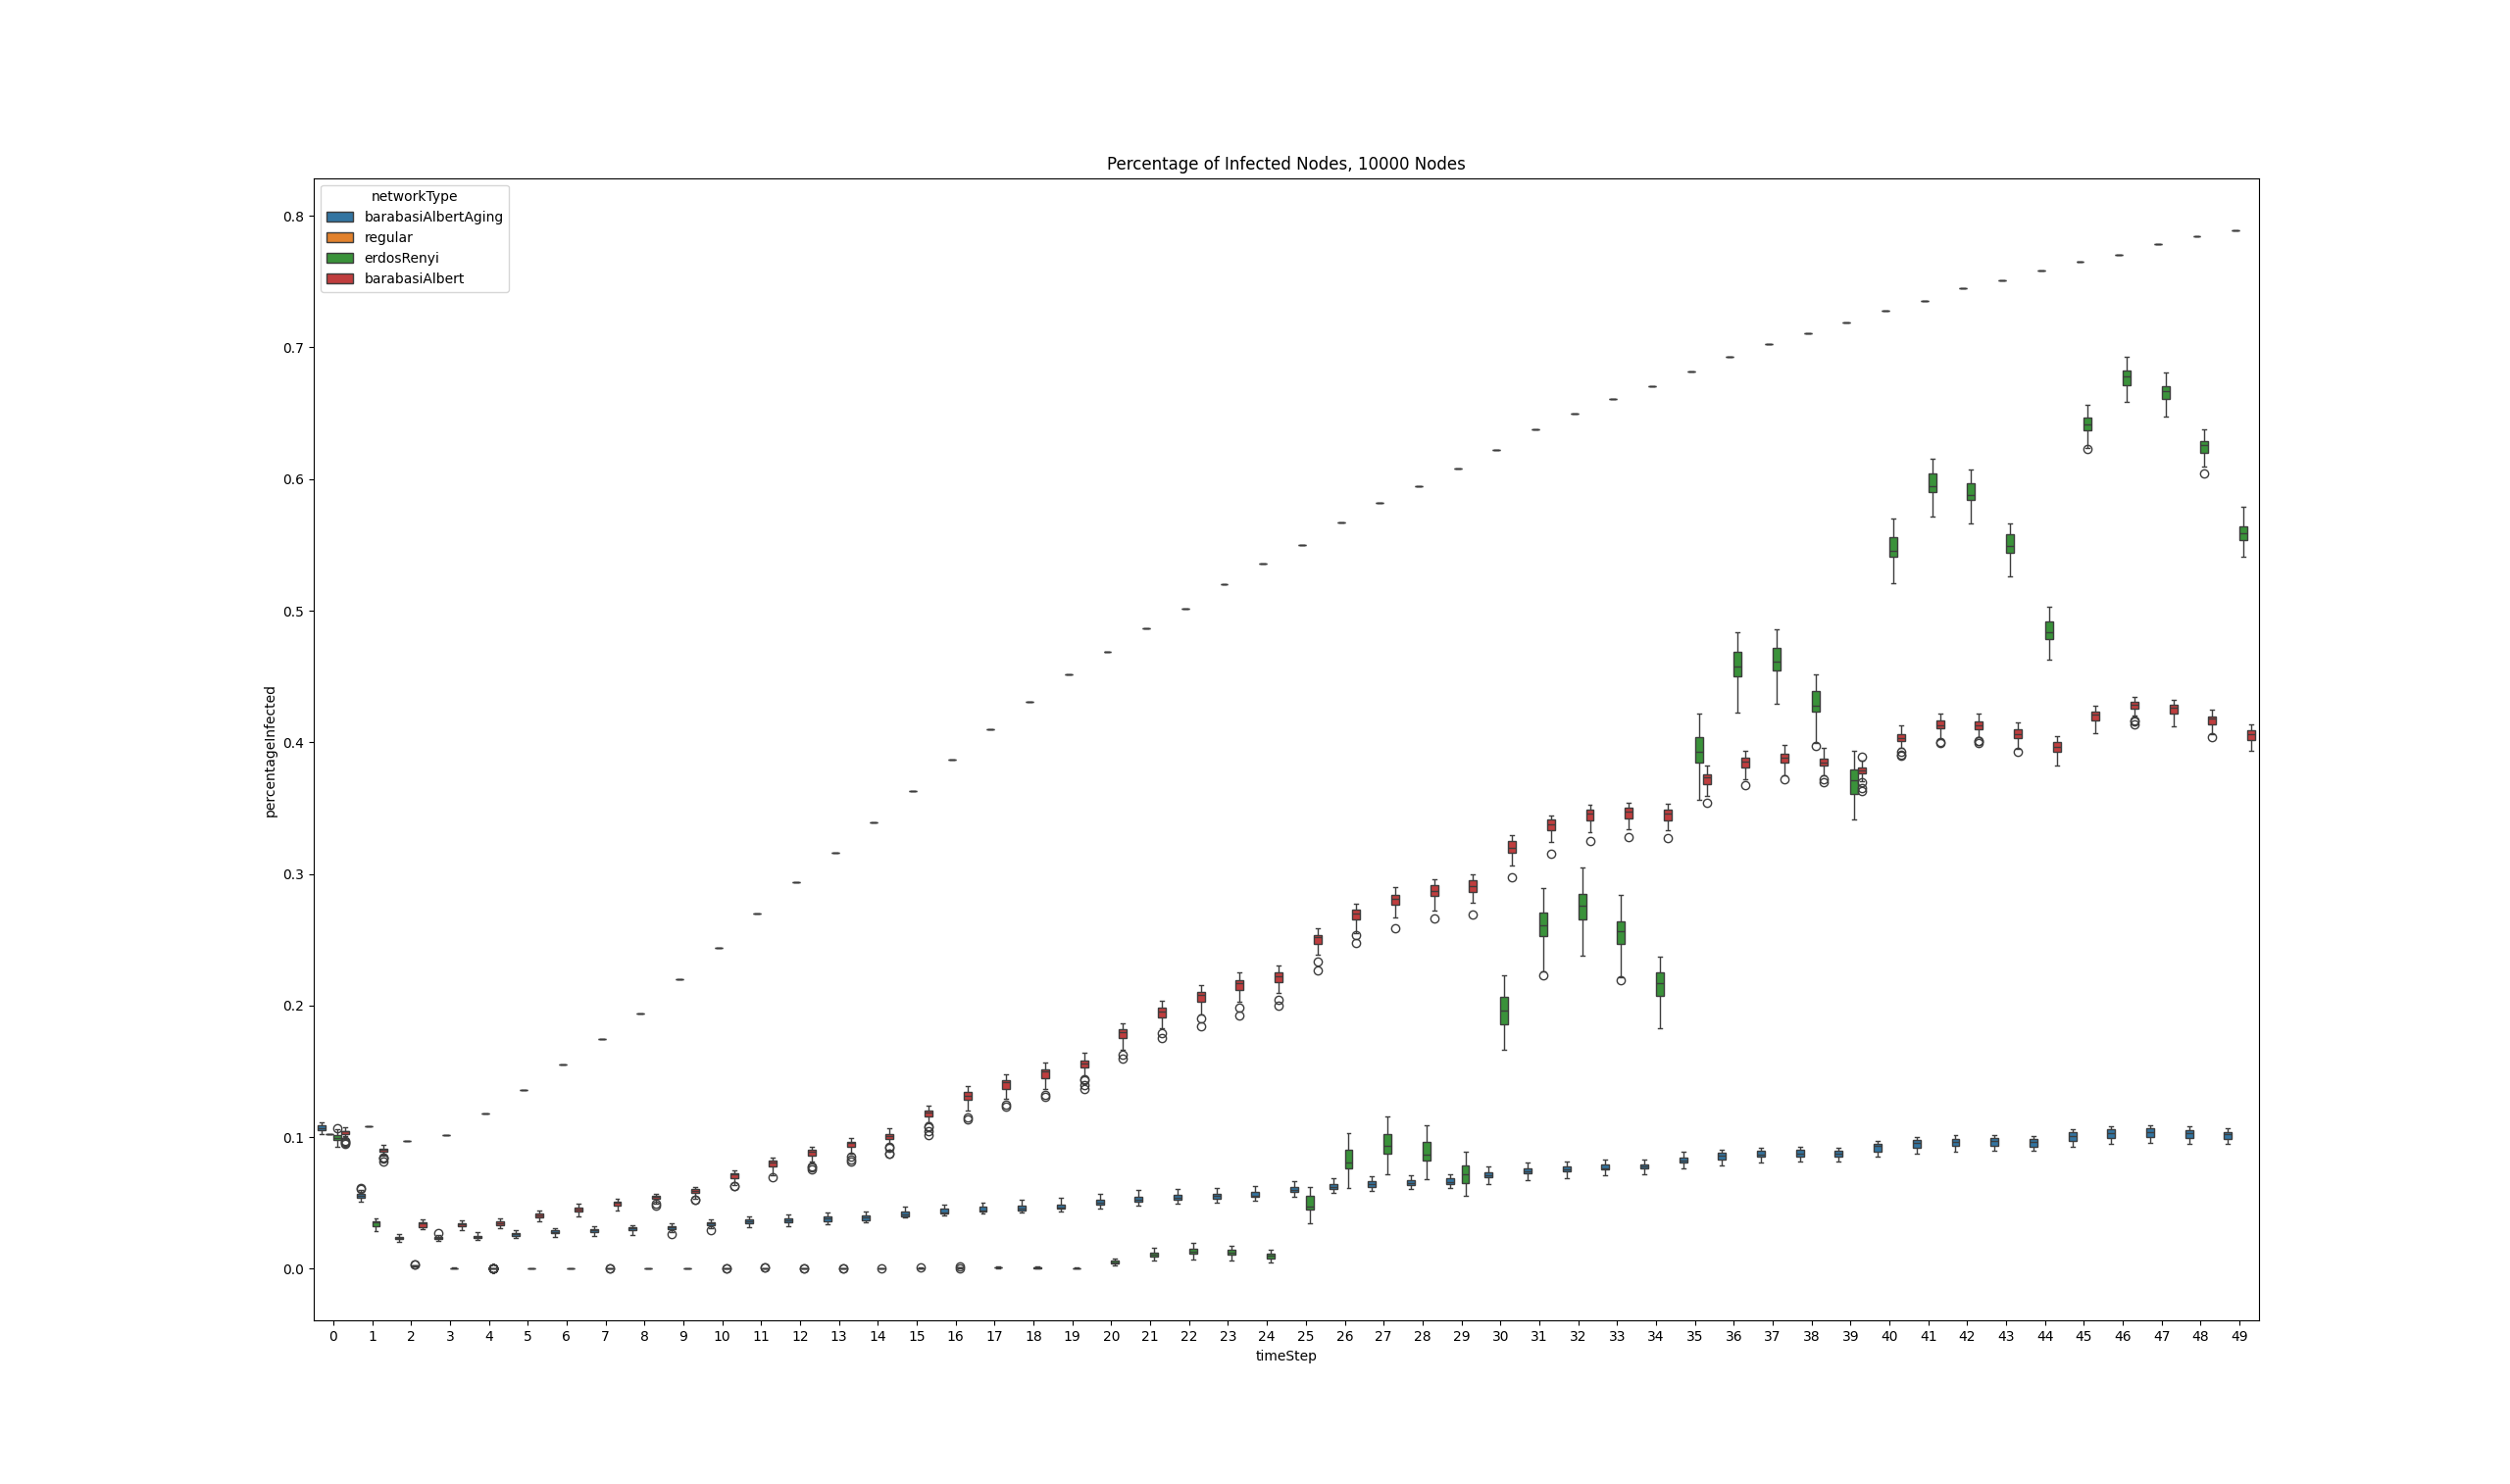 Percentage of Infected Nodes, 10000 Nodes
networkType
barabasiAlbertAging
regular
erdosRenyi
barabasiAlbert
percentageInfected
0.8
0.7
0.6
0.5
0.4
0.3
0.2
0.1
0.0
0 1 2 3 4 5 6 7 8 9 10 11 12 13 14 15 16 17 18 19 20 21 22 23 24 25 26 27 28 29 30 31 32 33 34 35 36 37 38 39 40 41 42 43 44 45 46 47 48 49
timeStep